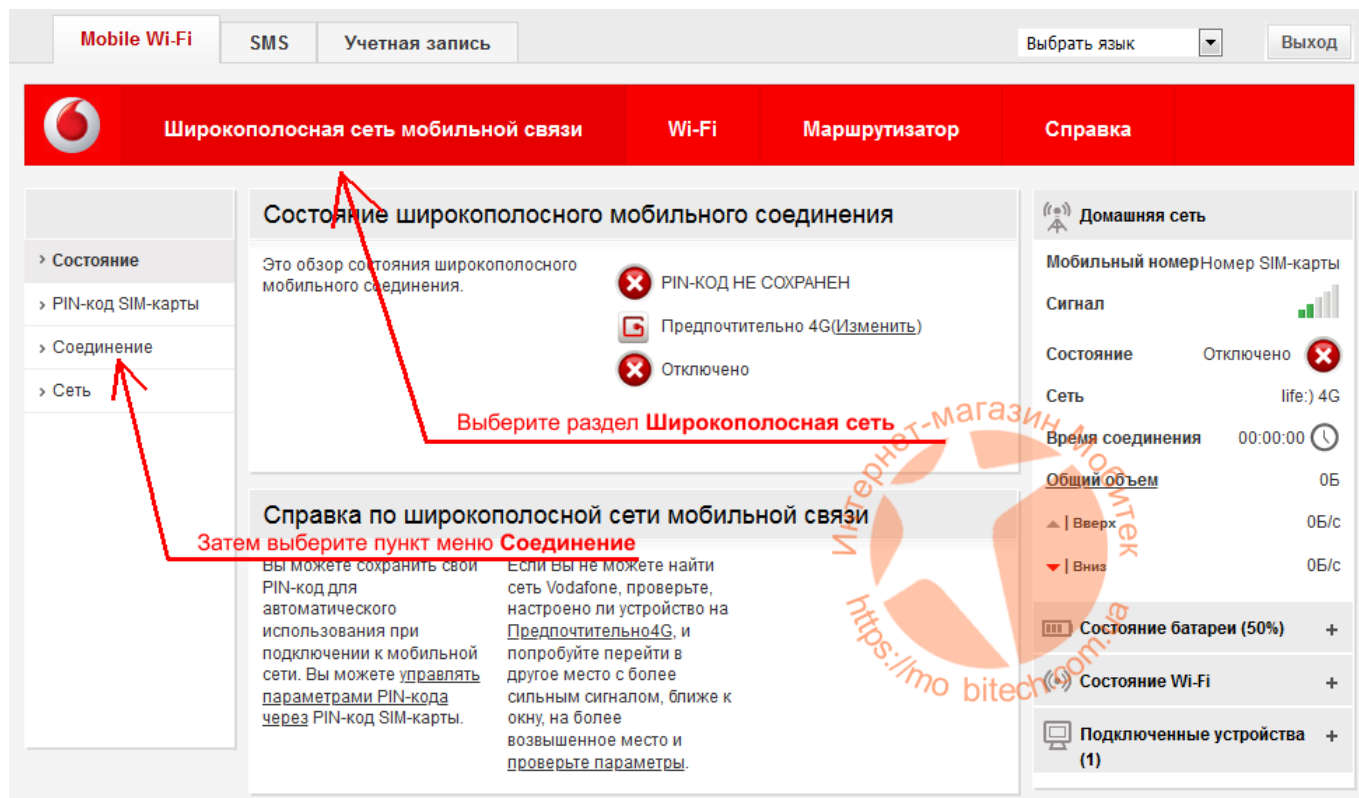 Mobile Wi-Fi
SMS
Учетная запись
Выбрать язык
Выход
Широкополосная сеть мобильной связи
Wi-Fi
Маршрутизатор
Справка
Состояние
PIN-код SIM-карты
Соединение
Сеть
Состояние широкополосного мобильного соединения
Это обзор состояния широкополосного
мобильного соединения.
PIN-КОД НЕ СОХРАНЕН
Предпочтительно 4G(Изменить)
Отключено
Выберите раздел Широкополосная сеть
Справка по широкополосной сети мобильной связи
Затем выберите пункт меню Соединение
Вы можете сохранить свой
PIN-код для
автоматического
использования при
подключении к мобильной
сети. Вы можете управлять
параметрами PIN-кода
через PIN-код SIM-карты.
Если Вы не можете найти
сеть Vodafone, проверьте,
настроено ли устройство на
Предпочтительно4G, и
попробуйте перейти в
другое место с более
сильным сигналом, ближе к
окну, на более
возвышенное место и
проверьте параметры.
Домашняя сеть
Мобильный номер Номер SIM-карты
Сигнал
Состояние Отключено
Сеть life:) 4G
Время соединения 00:00:00
Общий объем 0Б
| Вверх 0Б/с
| Вниз 0Б/с
Состояние батареи (50%) +
Состояние Wi-Fi +
Подключенные устройства +
(1)
Интернет-магазин Мобитек
https://mobitech.com.ua